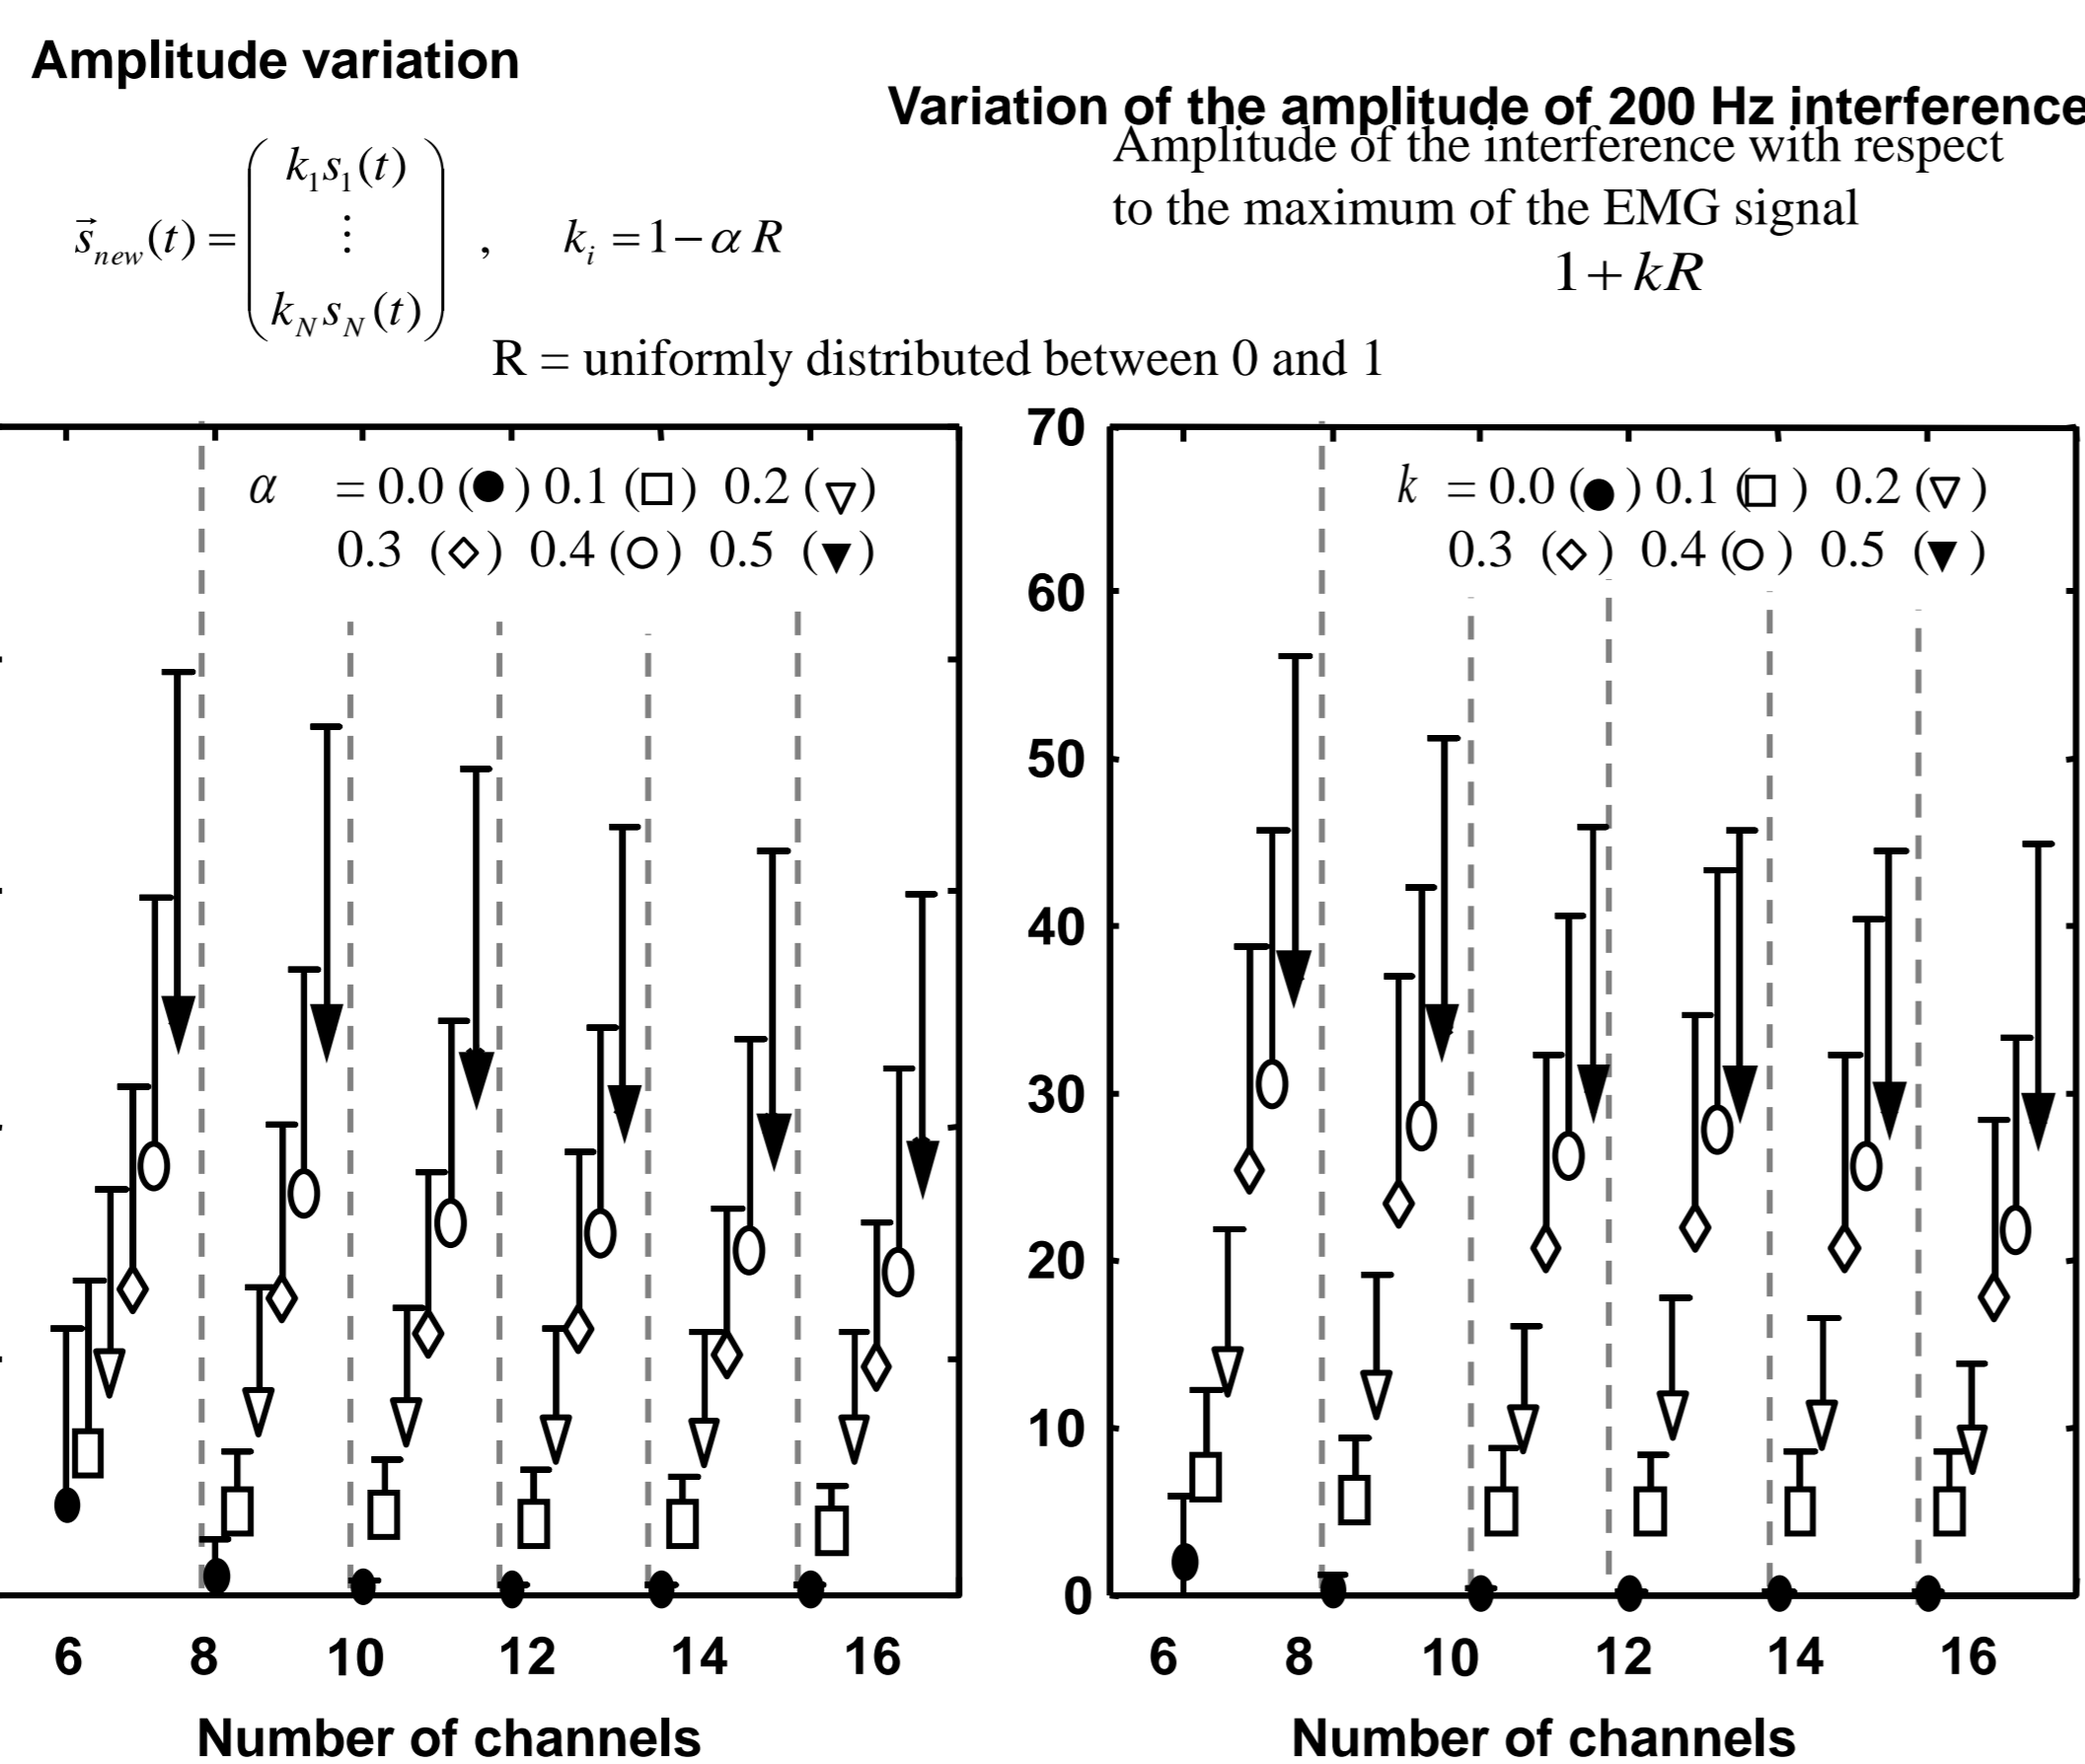 Amplitude variation
Variation of the amplitude of 200 Hz interference
Amplitude of the interference with respect
to the maximum of the EMG signal
1 + kR
k₁s₁(t)
s⃗new(t) = ⋮ , kᵢ = 1 − α R
k_N s_N(t)
R = uniformly distributed between 0 and 1
α = 0.0 (●) 0.1 (□) 0.2 (▽)
0.3 (◇) 0.4 (○) 0.5 (▼)
6 8 10 12 14 16
Number of channels
k = 0.0 (●) 0.1 (□) 0.2 (▽)
0.3 (◇) 0.4 (○) 0.5 (▼)
70
60
50
40
30
20
10
0
6 8 10 12 14 16
Number of channels